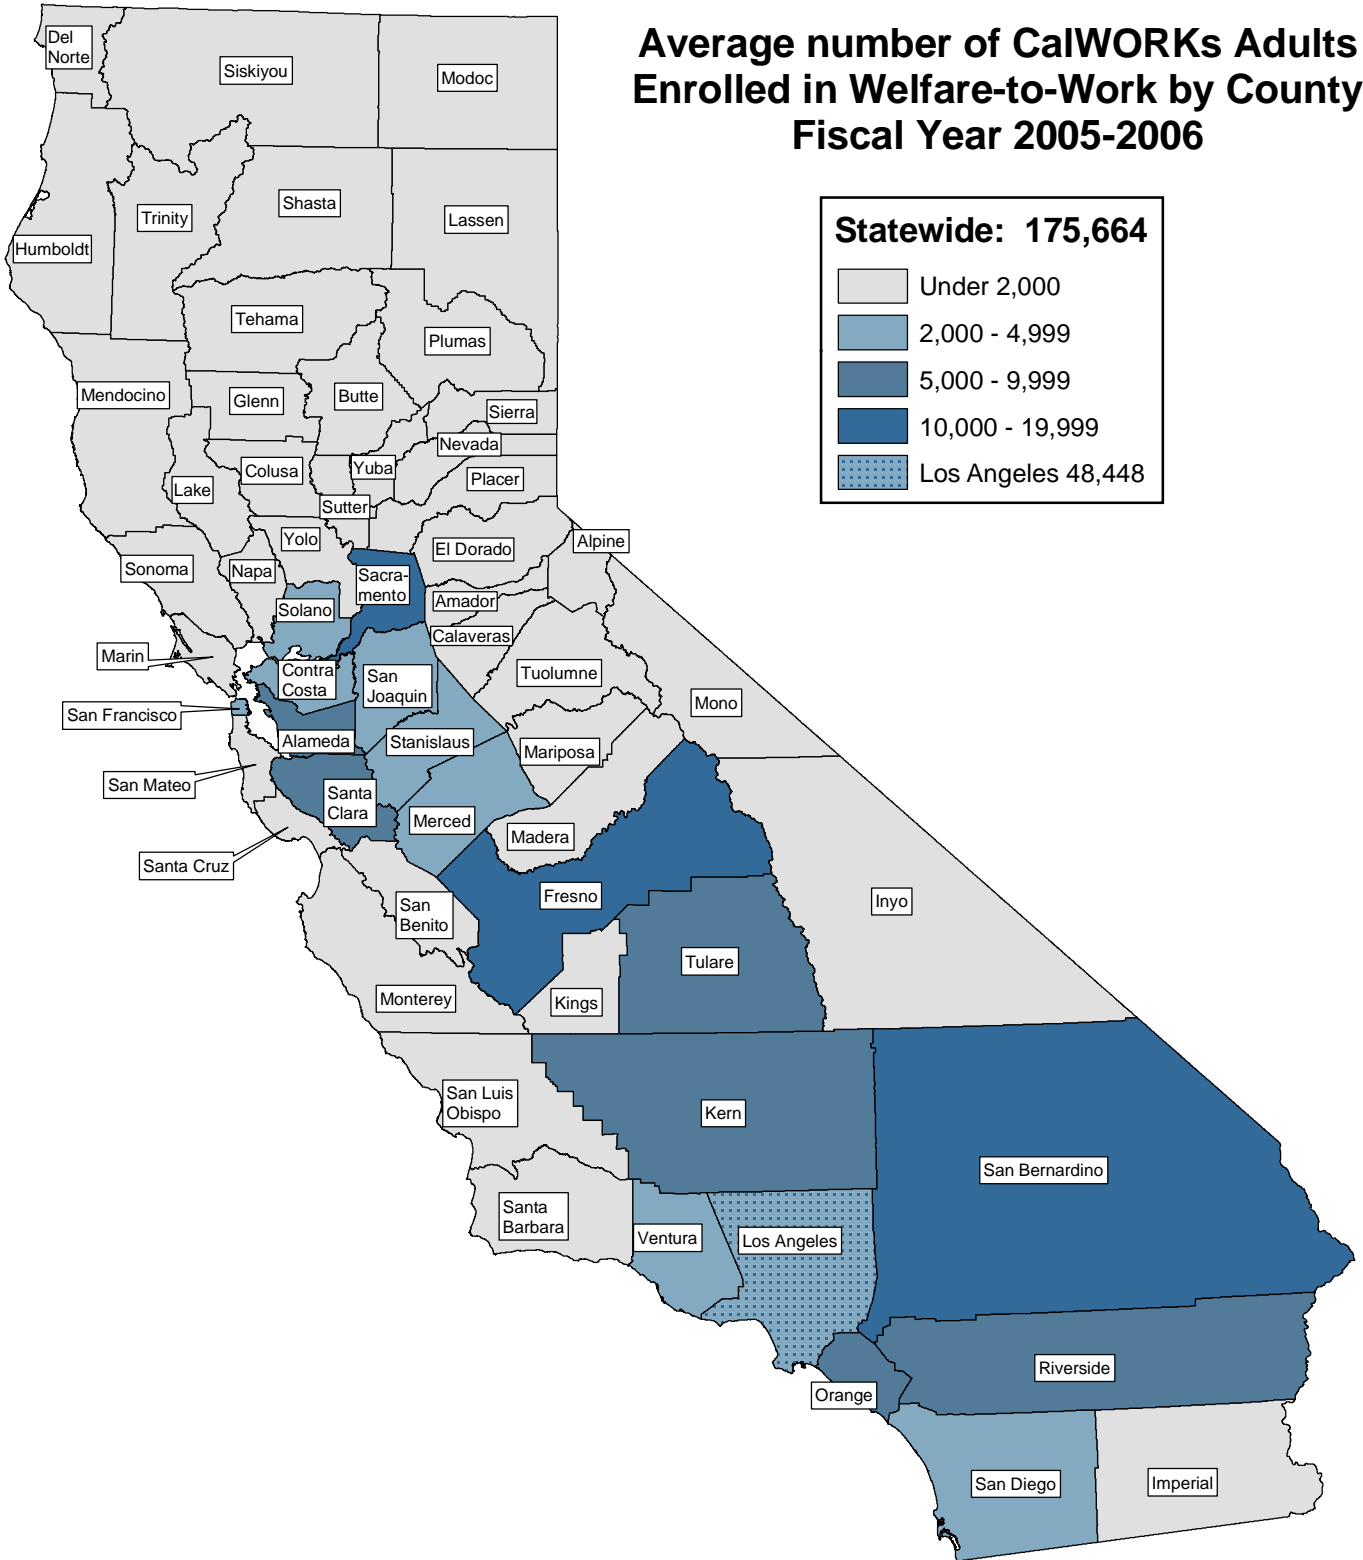 Average number of CalWORKs Adults
Enrolled in Welfare-to-Work by County
Fiscal Year 2005-2006
Statewide: 175,664
Under 2,000
2,000 - 4,999
5,000 - 9,999
10,000 - 19,999
Los Angeles 48,448
Del
Norte
Siskiyou
Modoc
Humboldt
Trinity
Shasta
Lassen
Tehama
Plumas
Mendocino
Glenn
Butte
Sierra
Nevada
Colusa
Yuba
Placer
Lake
Sutter
Yolo
El Dorado
Alpine
Sonoma
Napa
Sacra-
mento
Solano
Amador
Calaveras
Marin
Contra
Costa
San
Joaquin
Tuolumne
Mono
San Francisco
Alameda
Stanislaus
Mariposa
San Mateo
Santa
Clara
Merced
Madera
Santa Cruz
Fresno
Inyo
San
Benito
Tulare
Monterey
Kings
San Luis
Obispo
Kern
San Bernardino
Santa
Barbara
Ventura
Los Angeles
Riverside
Orange
San Diego
Imperial